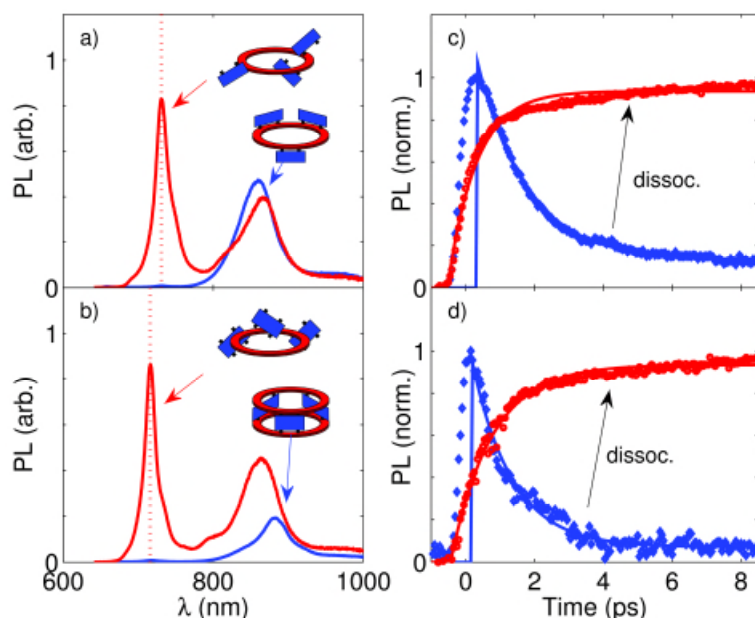 a)
1
0
PL (arb.)
b)
1
0
PL (arb.)
600
800
1000
λ (nm)
c)
1
0
PL (norm.)
dissoc.
d)
1
0
PL (norm.)
dissoc.
0
2
4
6
8
Time (ps)